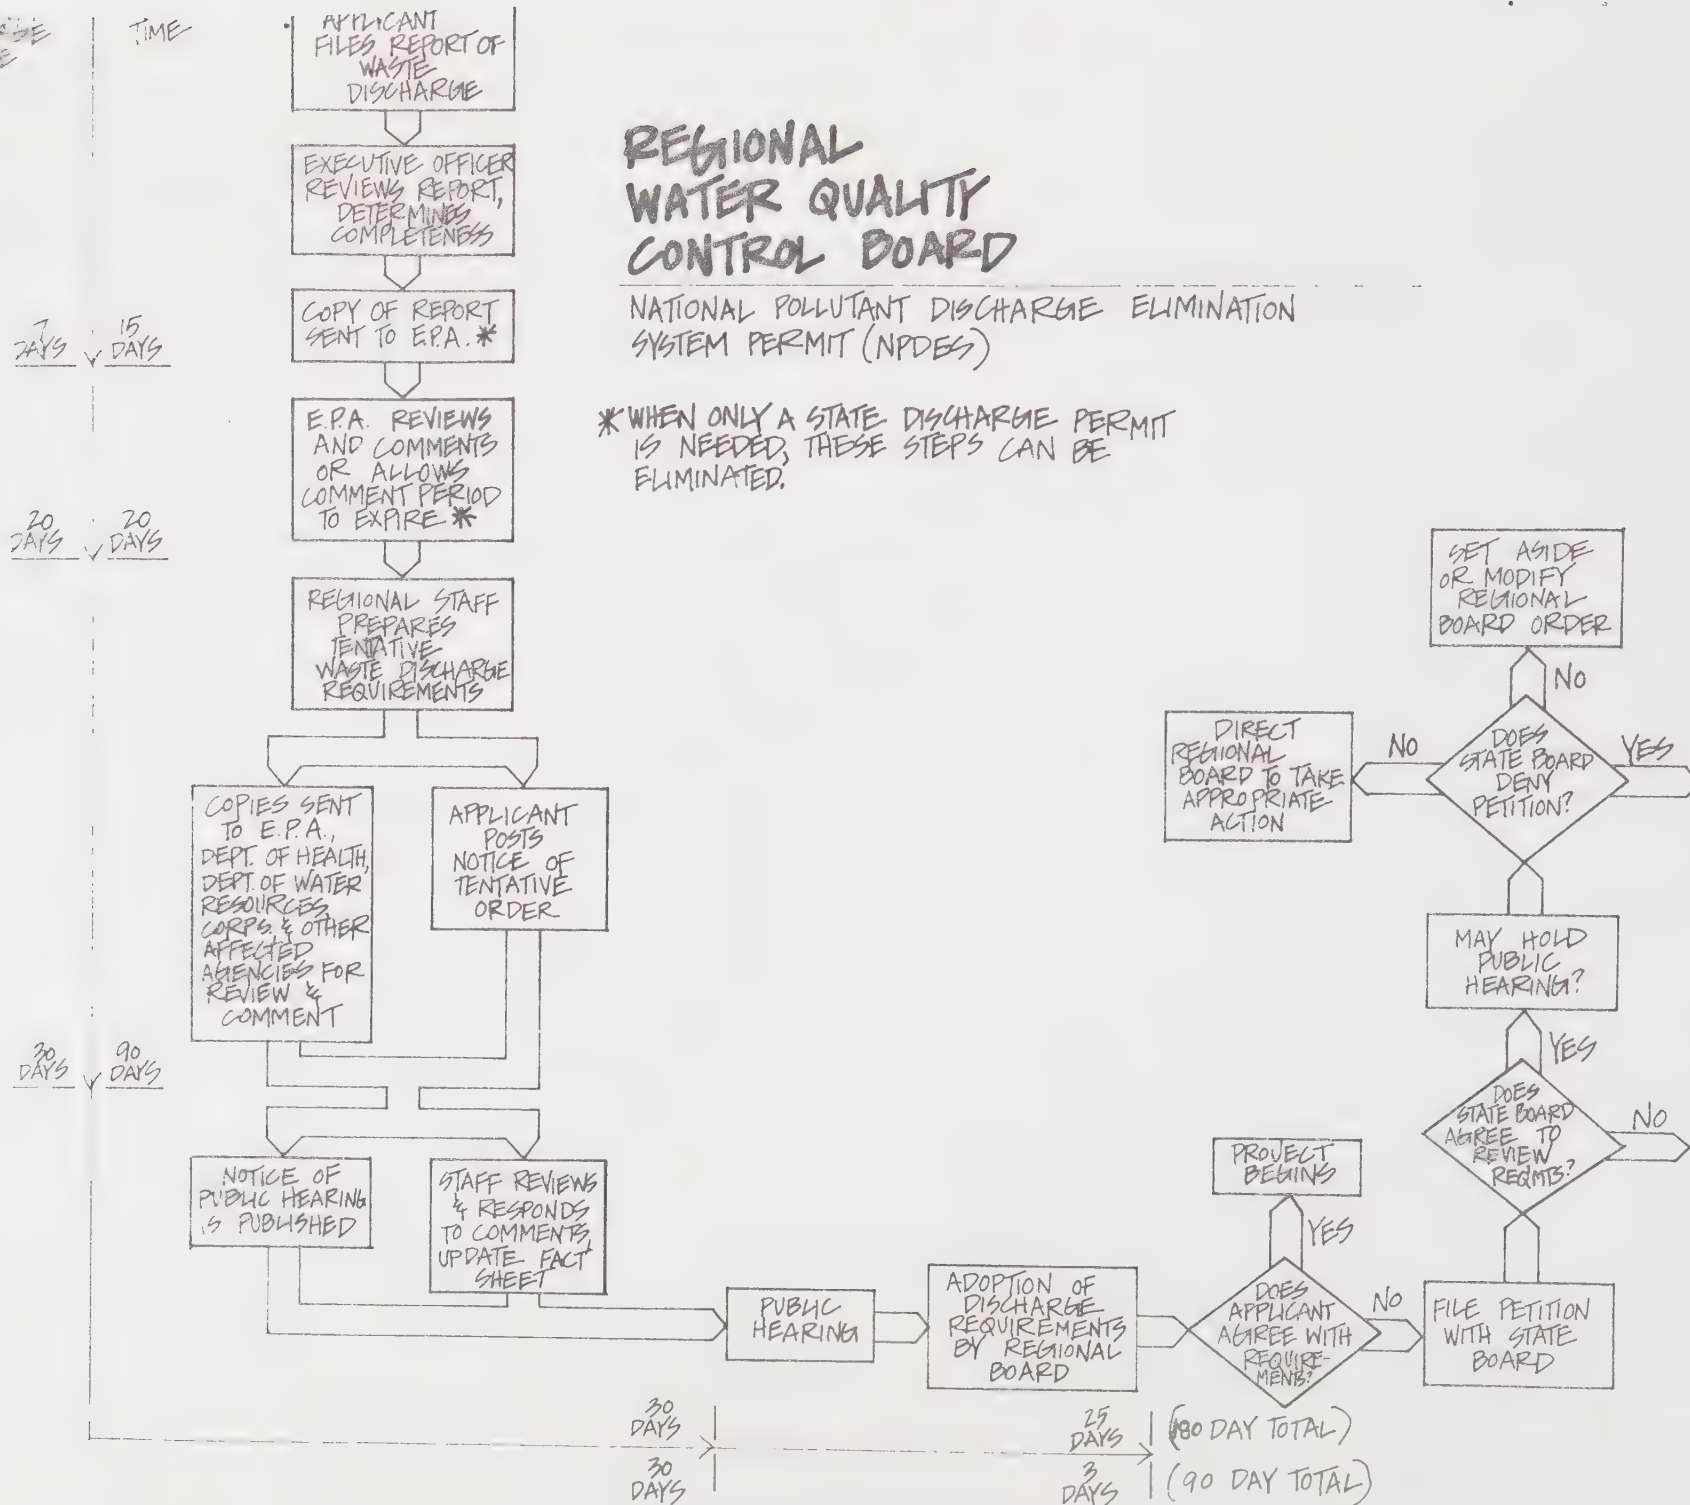 TIME
APPLICANT
FILES REPORT OF
WASTE
DISCHARGE
EXECUTIVE OFFICER
REVIEWS REPORT,
DETERMINES
COMPLETENESS
REGIONAL
WATER QUALITY
CONTROL BOARD
NATIONAL POLLUTANT DISCHARGE ELIMINATION
SYSTEM PERMIT (NPDES)
7
DAYS
15
DAYS
COPY OF REPORT
SENT TO E.P.A. *
E.P.A. REVIEWS
AND COMMENTS
OR ALLOWS
COMMENT PERIOD
TO EXPIRE *
* WHEN ONLY A STATE DISCHARGE PERMIT
IS NEEDED, THESE STEPS CAN BE
ELIMINATED.
20
DAYS
20
DAYS
REGIONAL STAFF
PREPARES
TENTATIVE
WASTE DISCHARGE
REQUIREMENTS
COPIES SENT
TO E.P.A.,
DEPT. OF HEALTH,
DEPT. OF WATER
RESOURCES,
CORPS. & OTHER
AFFECTED
AGENCIES FOR
REVIEW &
COMMENT
APPLICANT
POSTS
NOTICE OF
TENTATIVE
ORDER
30
DAYS
90
DAYS
NOTICE OF
PUBLIC HEARING
IS PUBLISHED
STAFF REVIEWS
& RESPONDS
TO COMMENTS,
UPDATE FACT
SHEET
PUBLIC
HEARING
ADOPTION OF
DISCHARGE
REQUIREMENTS
BY REGIONAL
BOARD
DOES
APPLICANT
AGREE WITH
REQUIRE-
MENTS?
YES
PROJECT
BEGINS
NO
FILE PETITION
WITH STATE
BOARD
DOES
STATE BOARD
AGREE TO
REVIEW
REQMTS?
NO
YES
MAY HOLD
PUBLIC
HEARING?
DOES
STATE BOARD
DENY
PETITION?
YES
NO
DIRECT
REGIONAL
BOARD TO TAKE
APPROPRIATE
ACTION
NO
SET ASIDE
OR MODIFY
REGIONAL
BOARD ORDER
30
DAYS
25
DAYS
(180 DAY TOTAL)
30
DAYS
3
DAYS
(90 DAY TOTAL)